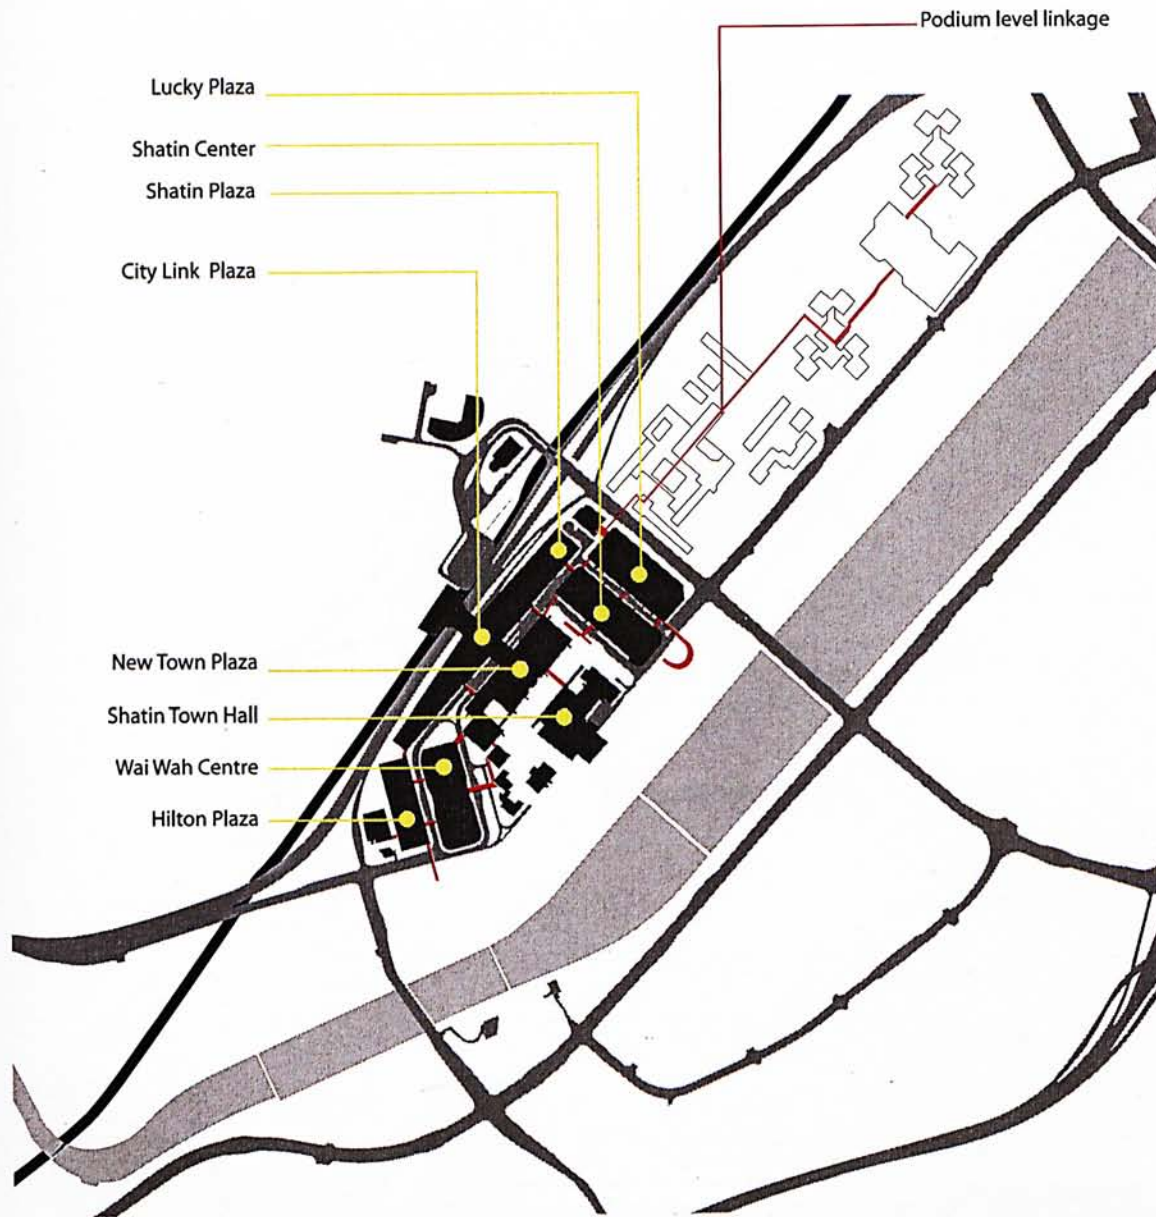 Podium level linkage
Lucky Plaza
Shatin Center
Shatin Plaza
City Link Plaza
New Town Plaza
Shatin Town Hall
Wai Wah Centre
Hilton Plaza